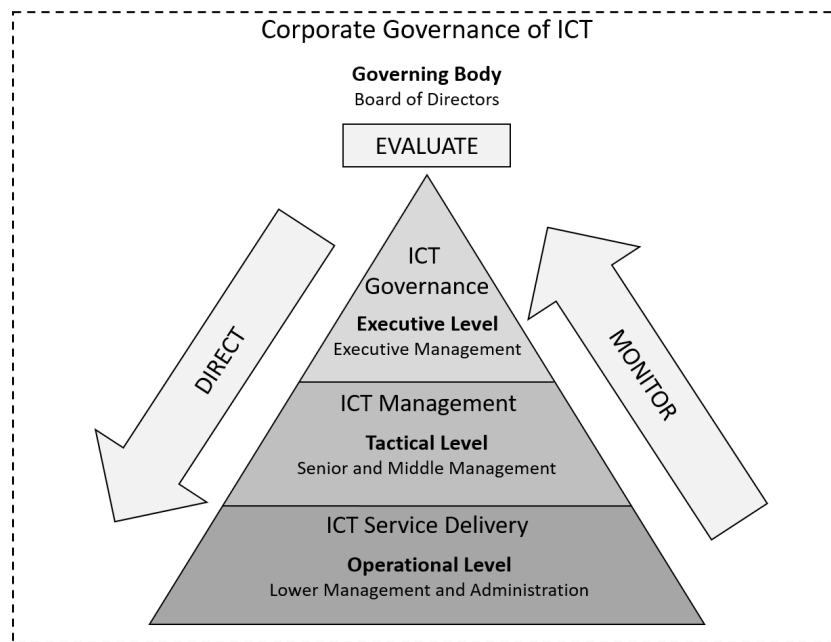 Corporate Governance of ICT
Governing Body
Board of Directors
EVALUATE
ICT
Governance
Executive Level
Executive Management
DIRECT
MONITOR
ICT Management
Tactical Level
Senior and Middle Management
ICT Service Delivery
Operational Level
Lower Management and Administration